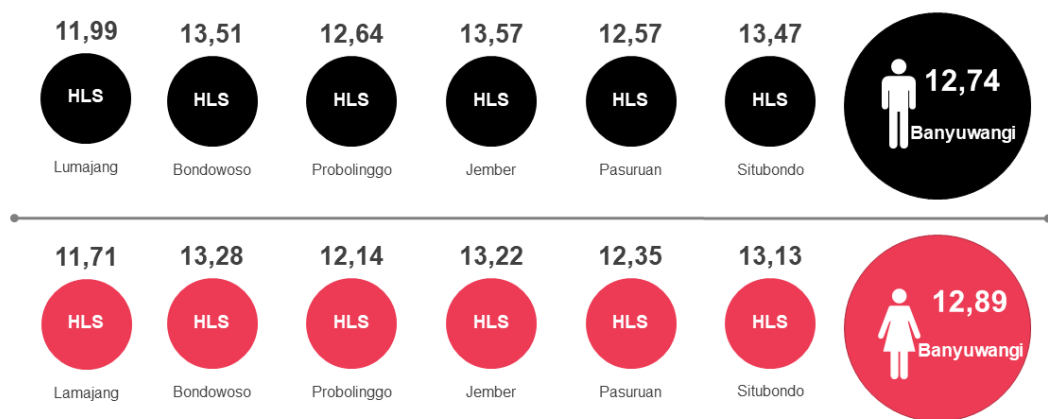 11,99 13,51 12,64 13,57 12,57 13,47
12,74
HLS HLS HLS HLS HLS HLS
Banyuwangi
Lumajang Bondowoso Probolinggo Jember Pasuruan Situbondo
11,71 13,28 12,14 13,22 12,35 13,13
12,89
HLS HLS HLS HLS HLS HLS
Banyuwangi
Lamajang Bondowoso Probolinggo Jember Pasuruan Situbondo